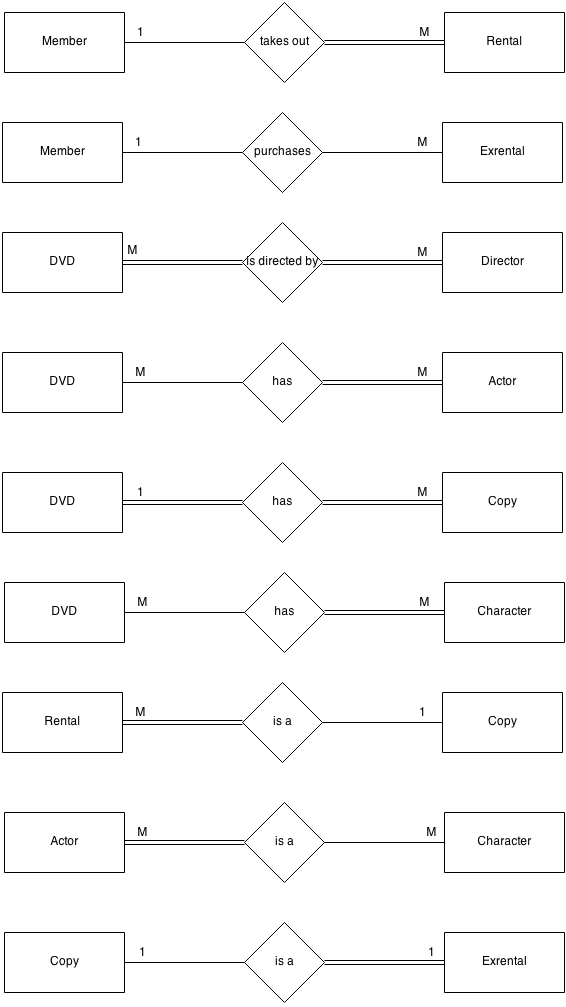 1 M
Member takes out Rental
1 M
Member purchases Exrental
M M
DVD Is directed by Director
M M
DVD has Actor
1 M
DVD has Copy
M M
DVD has Character
M 1
Rental is a Copy
M M
Actor is a Character
1 1
Copy is a Exrental